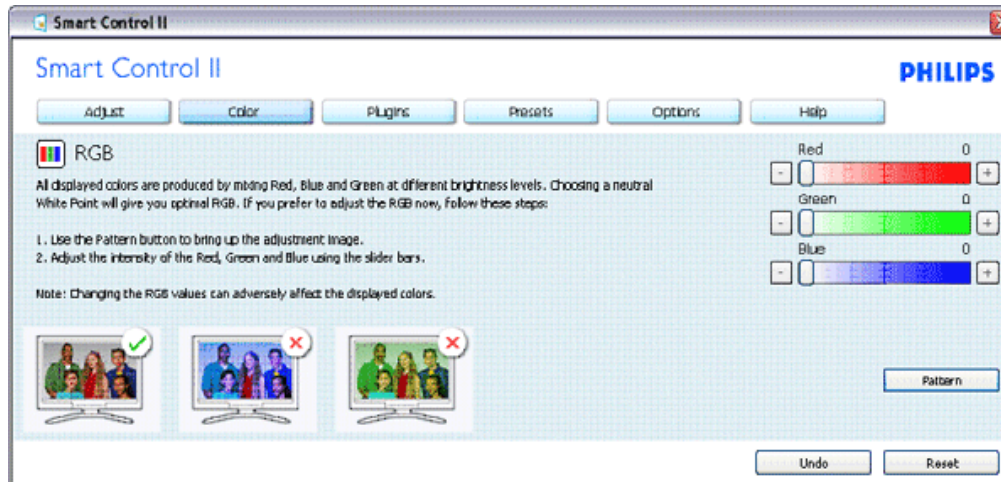 Smart Control II
Smart Control II
PHILIPS
Adjust Color Plugins Presets Options Help
RGB
All displayed colors are produced by mixing Red, Blue and Green at different brightness levels. Choosing a neutral
White Point will give you optimal RGB. If you prefer to adjust the RGB now, follow these steps:
1. Use the Pattern button to bring up the adjustment image.
2. Adjust the intensity of the Red, Green and Blue using the slider bars.
Note: Changing the RGB values can adversely affect the displayed colors.
Red 0
- +
Green 0
- +
Blue 0
- +
Pattern
Undo Reset